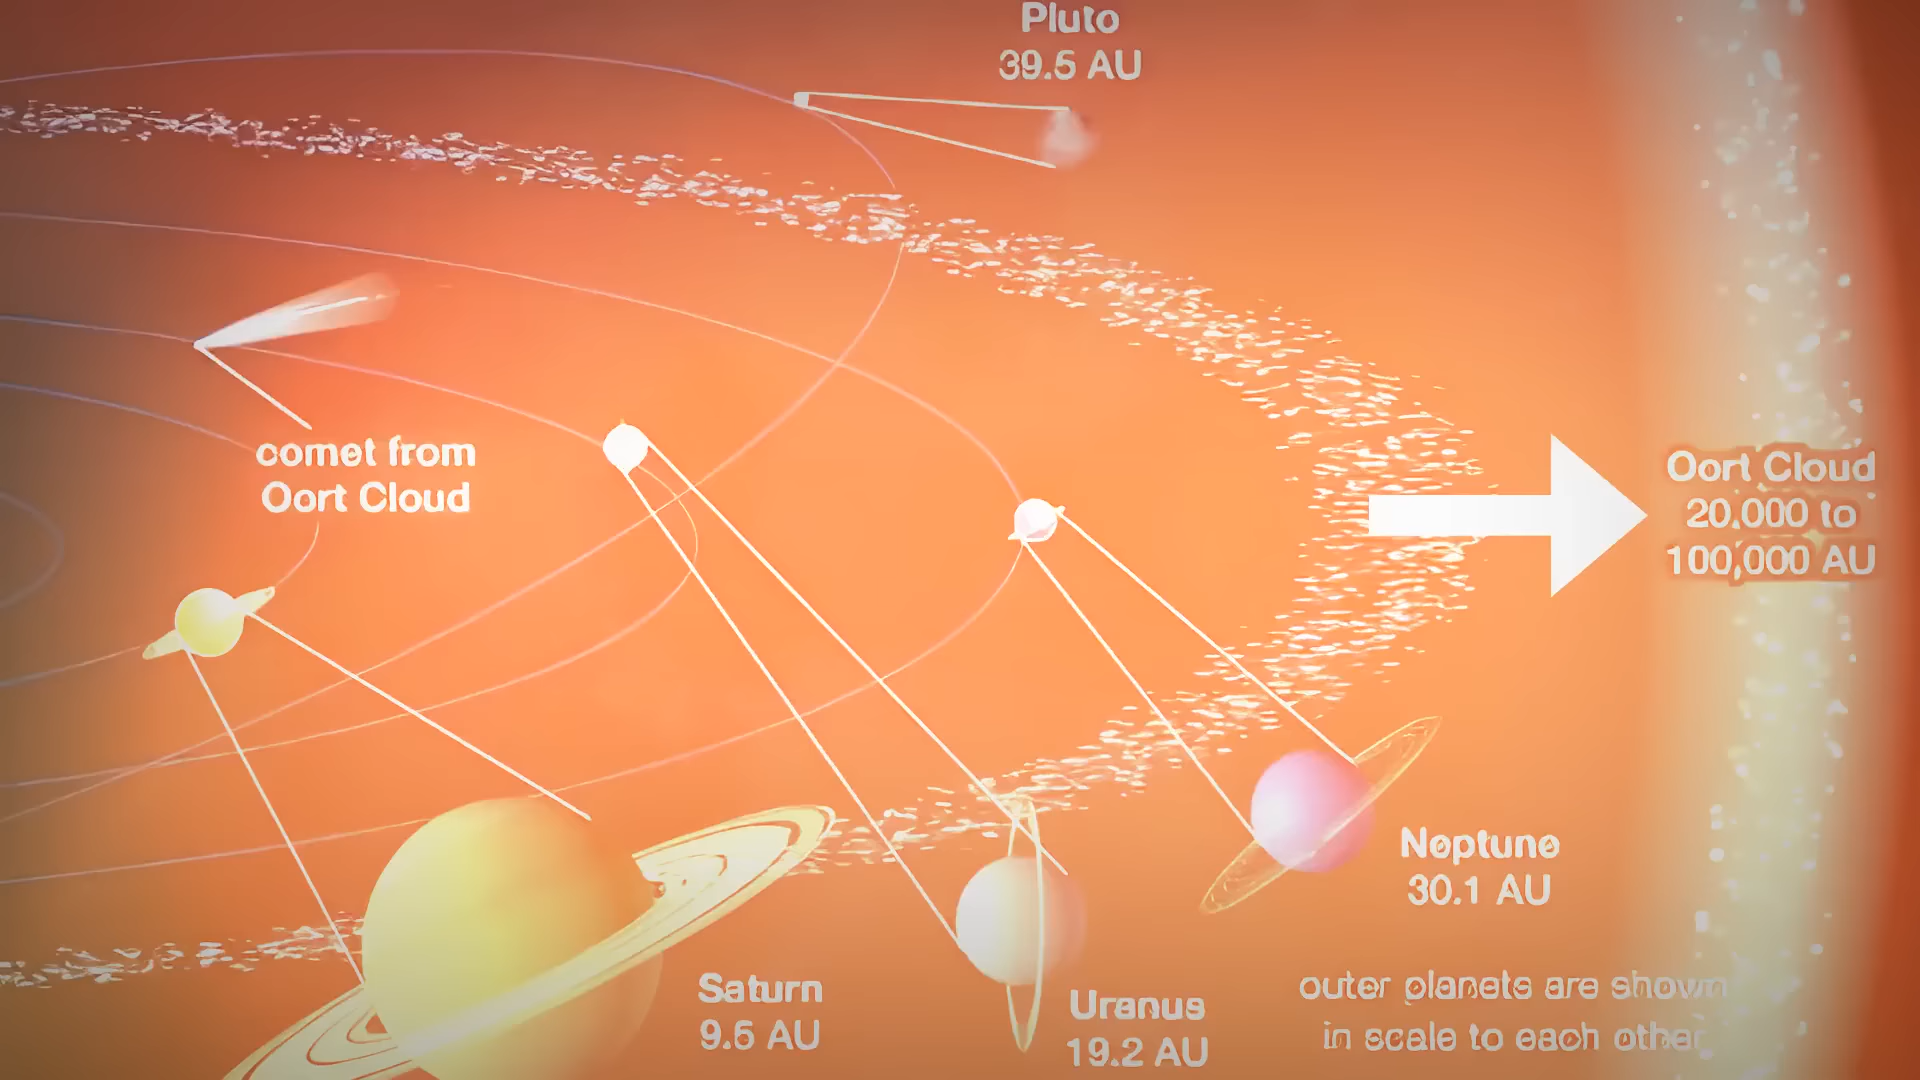 Pluto
39.5 AU
comet from
Oort Cloud
Oort Cloud
20,000 to
100,000 AU
Neptune
30.1 AU
Saturn
9.5 AU
Uranus
19.2 AU
outer planets are shown
in scale to each other